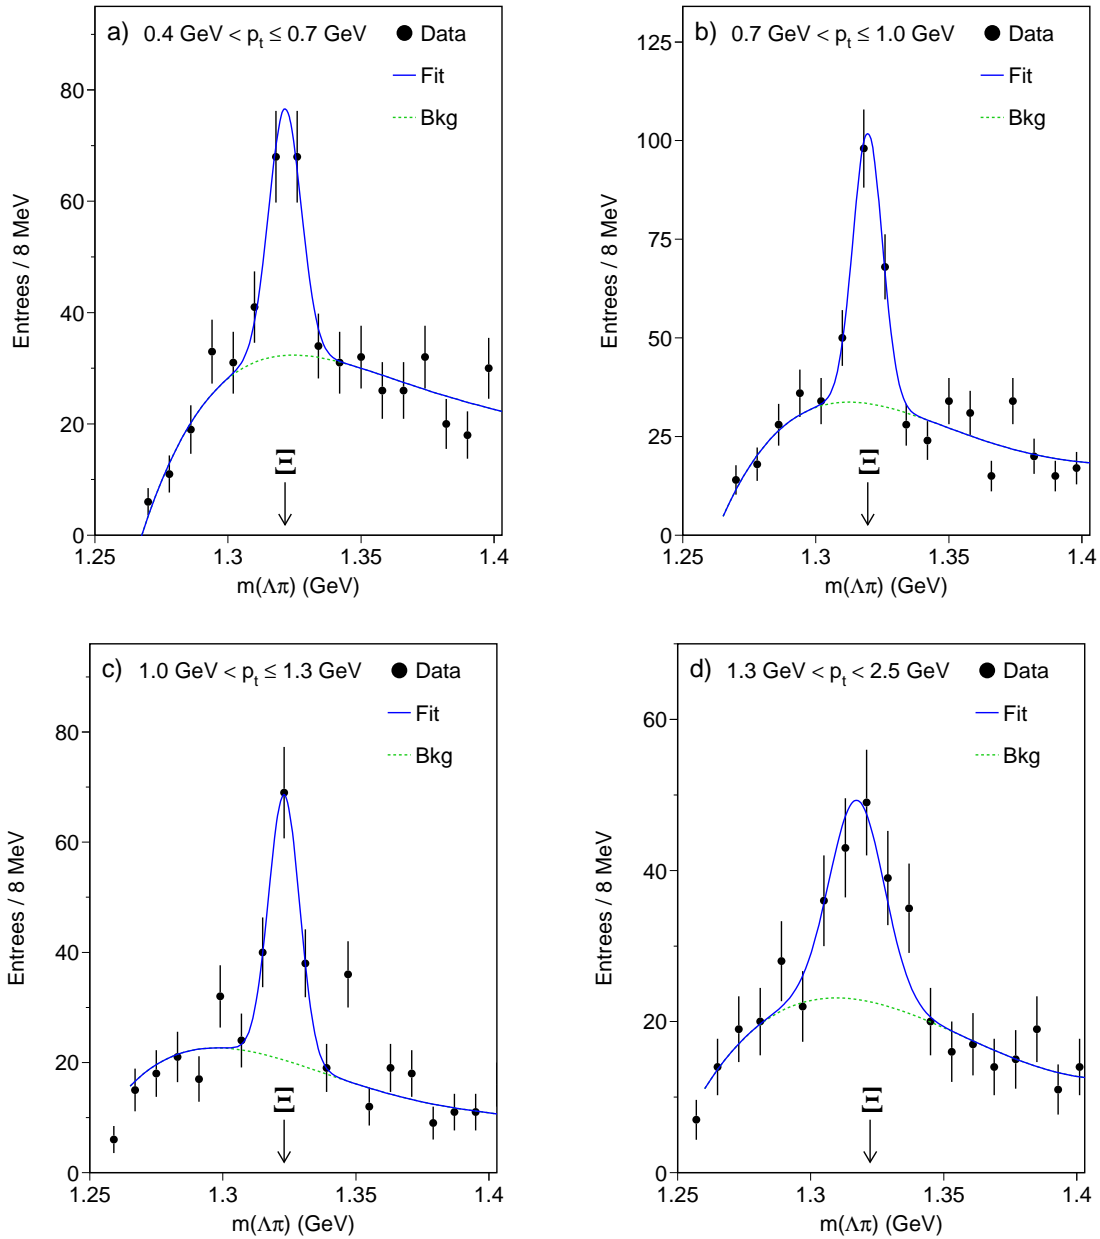 a) 0.4 GeV < p_t ≤ 0.7 GeV
Data
Fit
Bkg
80
60
40
20
0
Entrees / 8 MeV
Ξ
1.25 1.3 1.35 1.4
m(Λπ) (GeV)
b) 0.7 GeV < p_t ≤ 1.0 GeV
Data
Fit
Bkg
125
100
75
50
25
0
Entrees / 8 MeV
Ξ
1.25 1.3 1.35 1.4
m(Λπ) (GeV)
c) 1.0 GeV < p_t ≤ 1.3 GeV
Data
Fit
Bkg
80
60
40
20
0
Entrees / 8 MeV
Ξ
1.25 1.3 1.35 1.4
m(Λπ) (GeV)
d) 1.3 GeV < p_t < 2.5 GeV
Data
Fit
Bkg
60
40
20
0
Entrees / 8 MeV
Ξ
1.25 1.3 1.35 1.4
m(Λπ) (GeV)